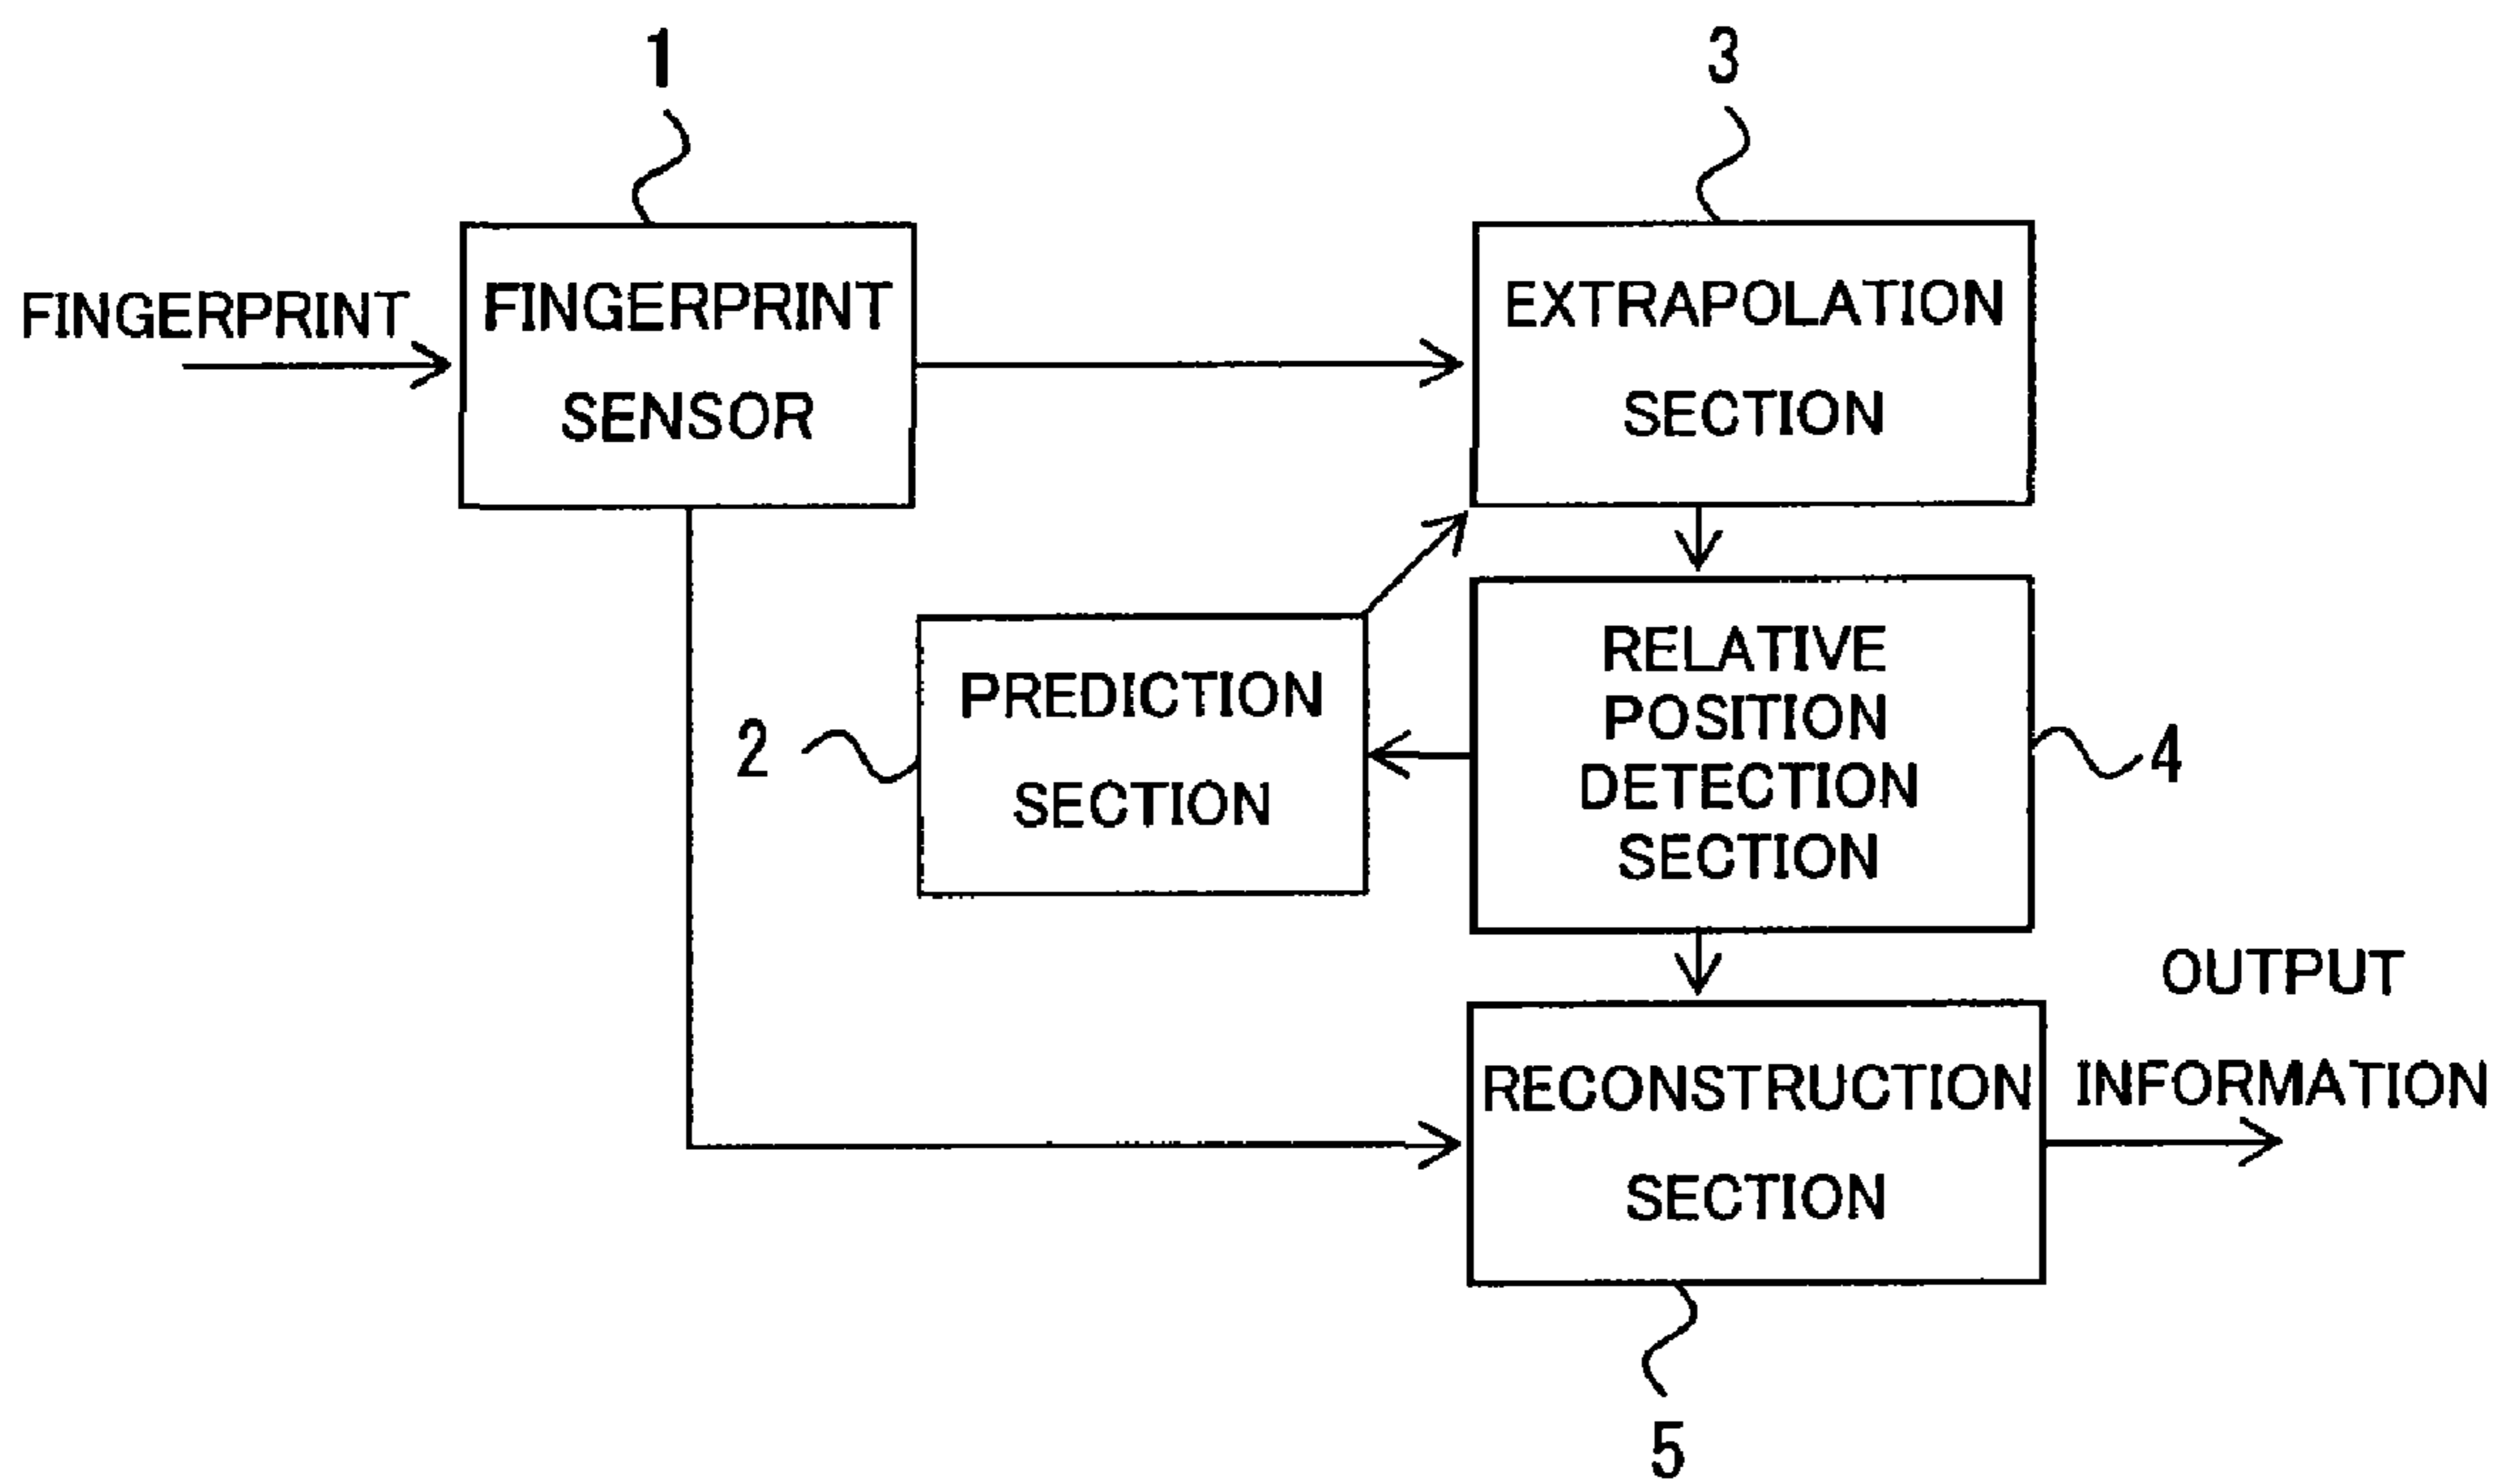 1
3
FINGERPRINT
FINGERPRINT
SENSOR
EXTRAPOLATION
SECTION
2
PREDICTION
SECTION
RELATIVE
POSITION
DETECTION
SECTION
4
OUTPUT
INFORMATION
RECONSTRUCTION
SECTION
5